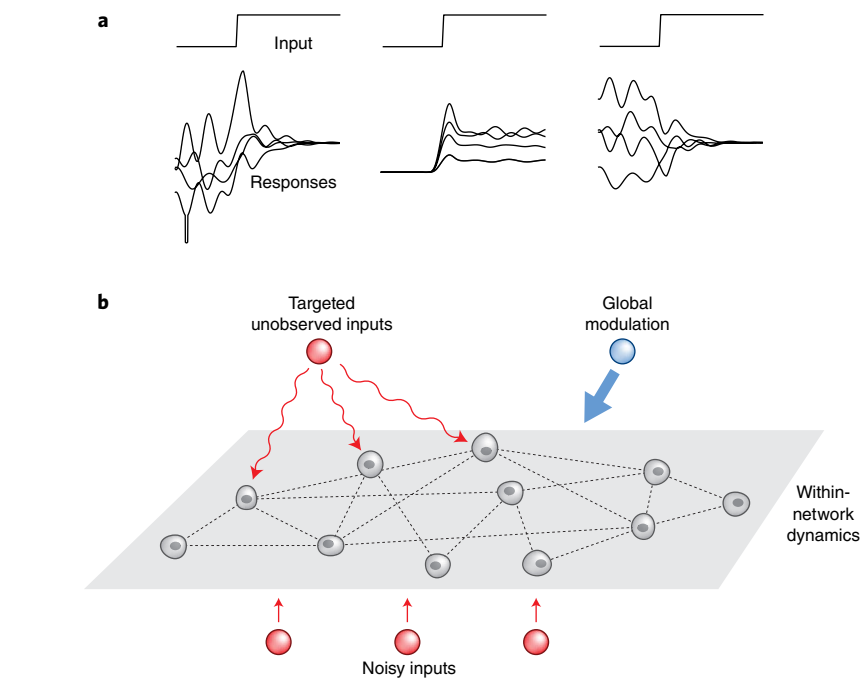 a
Input
Responses
b
Targeted
unobserved inputs
Global
modulation
Within-
network
dynamics
Noisy inputs